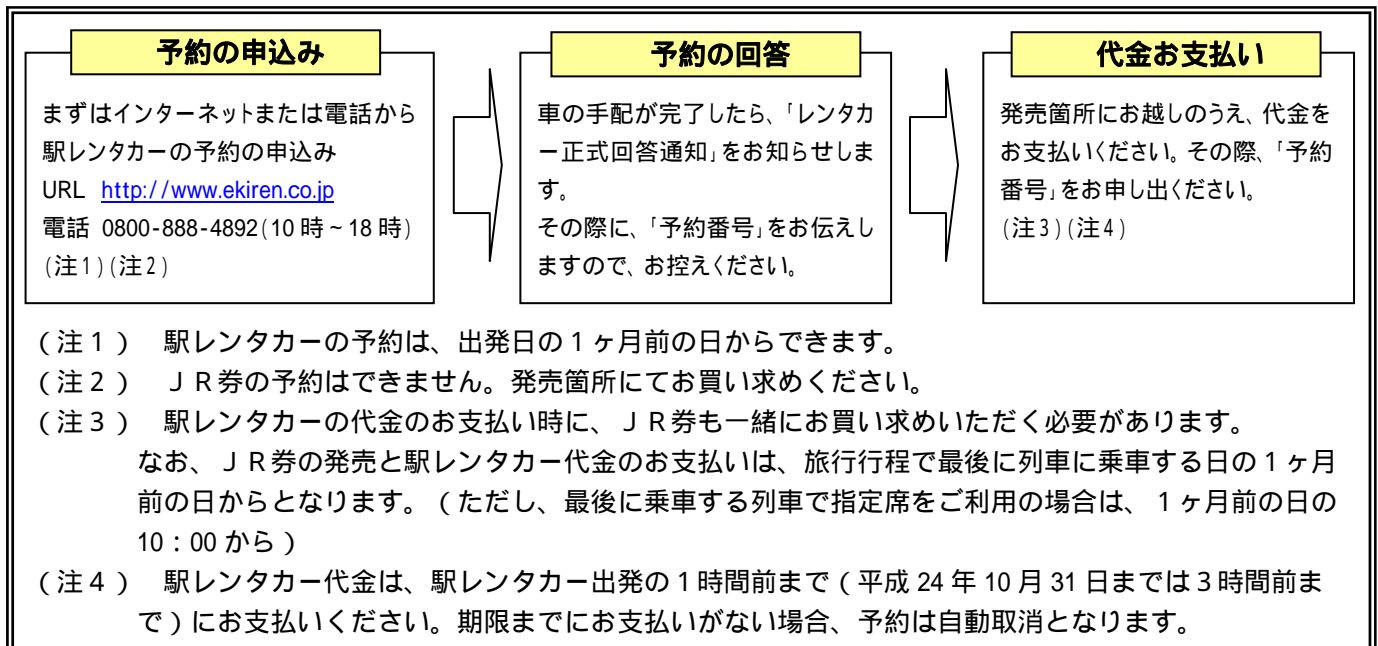 予約の申込み
まずはインターネットまたは電話から
駅レンタカーの予約の申込み
URL http://www.ekiren.co.jp
電話 0800-888-4892(10時~18時)
(注1)(注2)
予約の回答
車の手配が完了したら、「レンタカ
ー正式回答通知」をお知らせしま
す。
その際に、「予約番号」をお伝えし
ますので、お控えください。
代金お支払い
発売箇所にお越しのうえ、代金を
お支払いください。その際、「予約
番号」をお申し出ください。
(注3)(注4)
(注1) 駅レンタカーの予約は、出発日の1ヶ月前の日からできます。
(注2) JR券の予約はできません。発売箇所にてお買い求めください。
(注3) 駅レンタカーの代金のお支払い時に、JR券も一緒にお買い求めいただく必要があります。
なお、JR券の発売と駅レンタカー代金のお支払いは、旅行行程で最後に列車に乗車する日の1ヶ月
前の日からとなります。(ただし、最後に乗車する列車で指定席をご利用の場合は、1ヶ月前の日の
10:00から)
(注4) 駅レンタカー代金は、駅レンタカー出発の1時間前まで(平成24年10月31日までは3時間前ま
で)にお支払いください。期限までにお支払いがない場合、予約は自動取消となります。